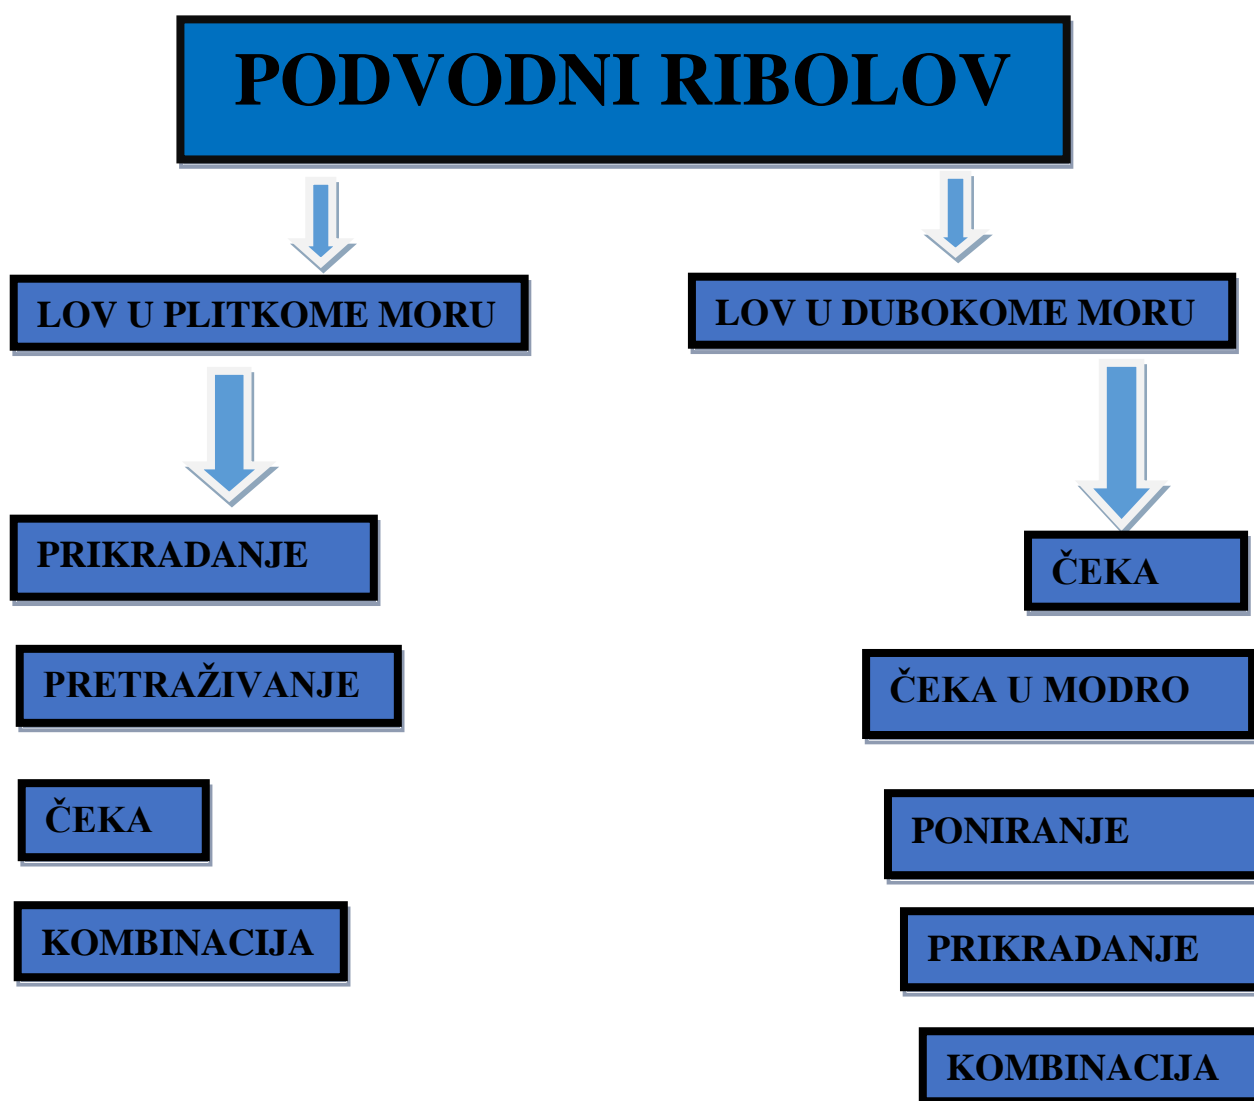 PODVODNI RIBOLOV
LOV U PLITKOME MORU
LOV U DUBOKOME MORU
PRIKRADANJE
PRETRAŽIVANJE
ČEKA
KOMBINACIJA
ČEKA
ČEKA U MODRO
PONIRANJE
PRIKRADANJE
KOMBINACIJA